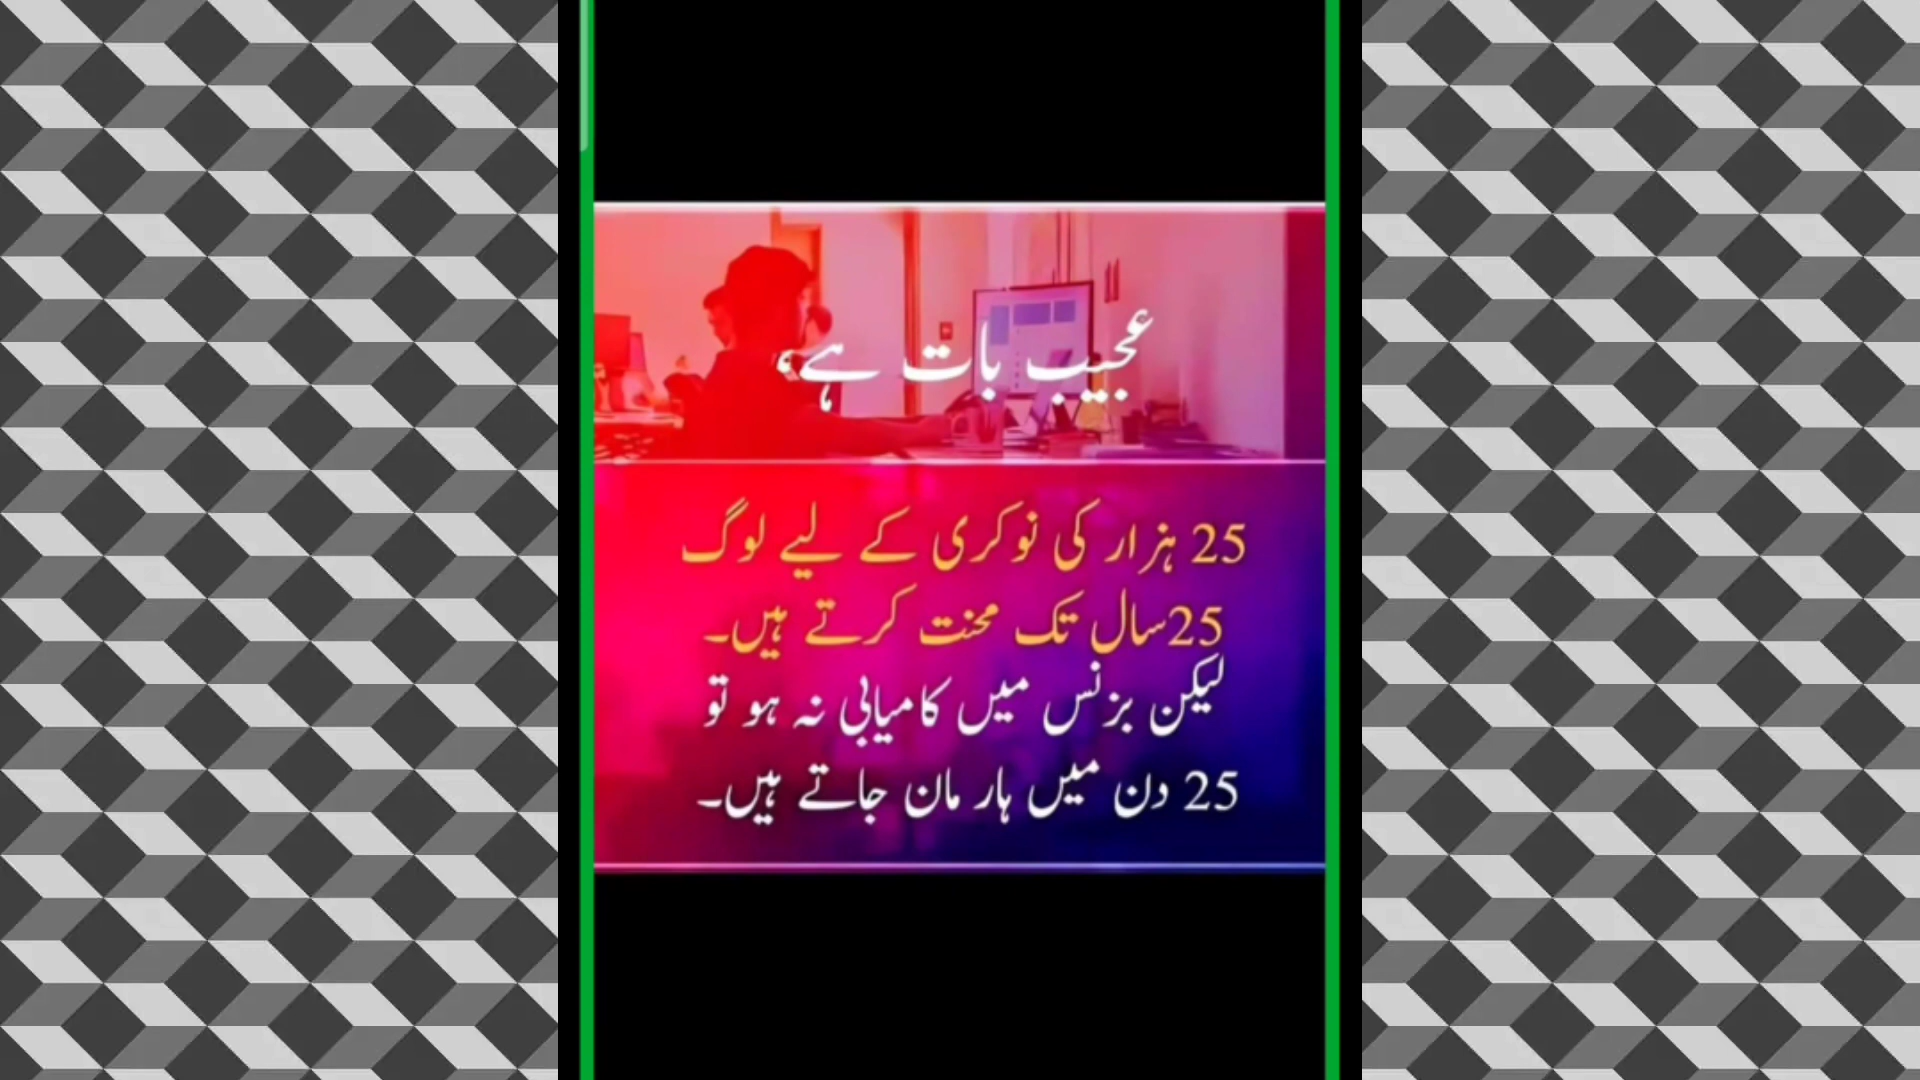 عجیب بات ہے،
25 ہزار کی نوکری کے لیے لوگ
25سال تک محنت کرتے ہیں۔
لیکن بزنس میں کامیابی نہ ہو تو
25 دن میں ہار مان جاتے ہیں۔